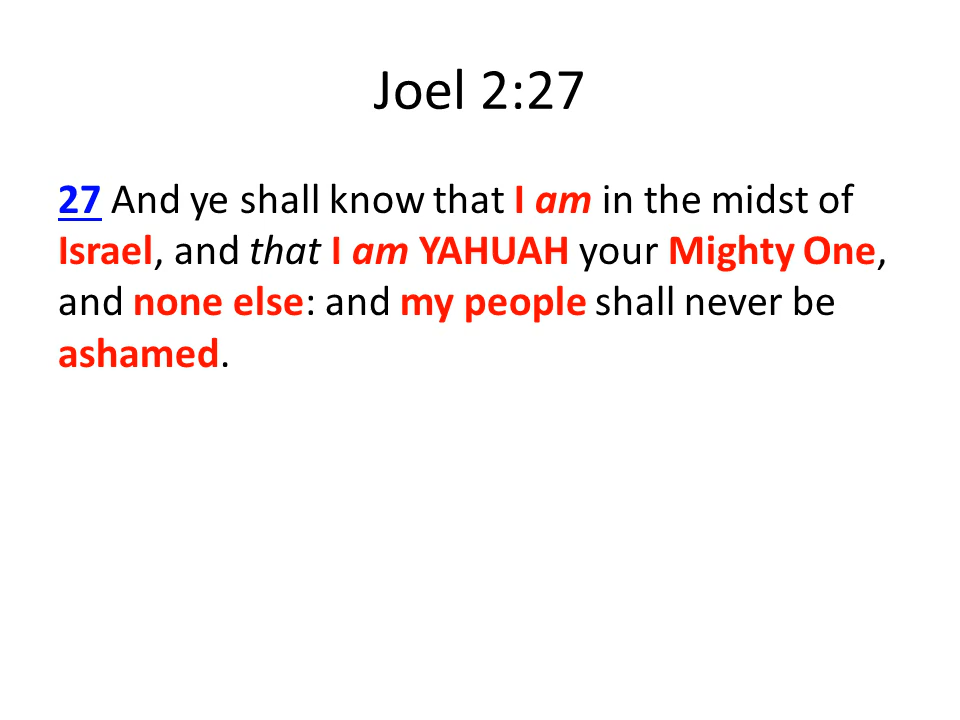 Joel 2:27
27 And ye shall know that I am in the midst of
Israel, and that I am YAHUAH your Mighty One,
and none else: and my people shall never be
ashamed.